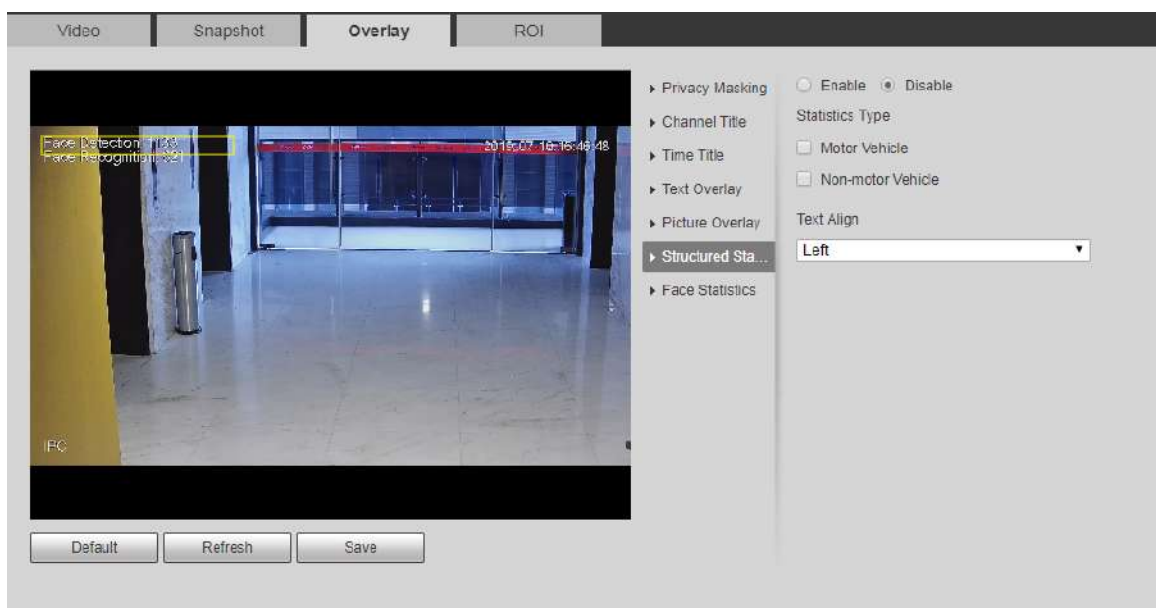 Video
Snapshot
Overlay
ROI
Face Detection
Face Recognition
IPC
Default
Refresh
Save
Privacy Masking
Channel Title
Time Title
Text Overlay
Picture Overlay
Structured Sta...
Face Statistics
Enable
Disable
Statistics Type
Motor Vehicle
Non-motor Vehicle
Text Align
Left